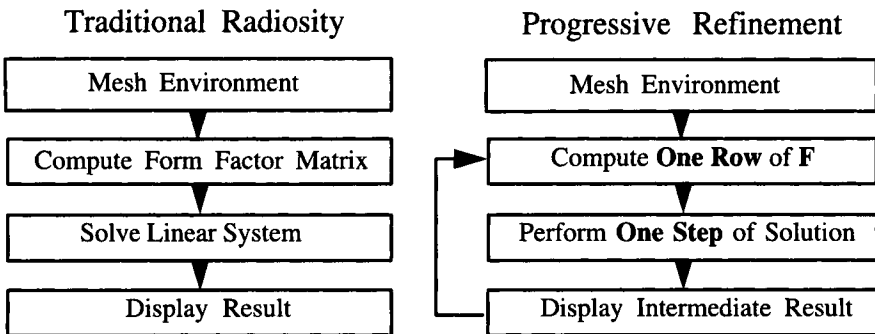 Traditional Radiosity
Mesh Environment
Compute Form Factor Matrix
Solve Linear System
Display Result
Progressive Refinement
Mesh Environment
Compute One Row of F
Perform One Step of Solution
Display Intermediate Result